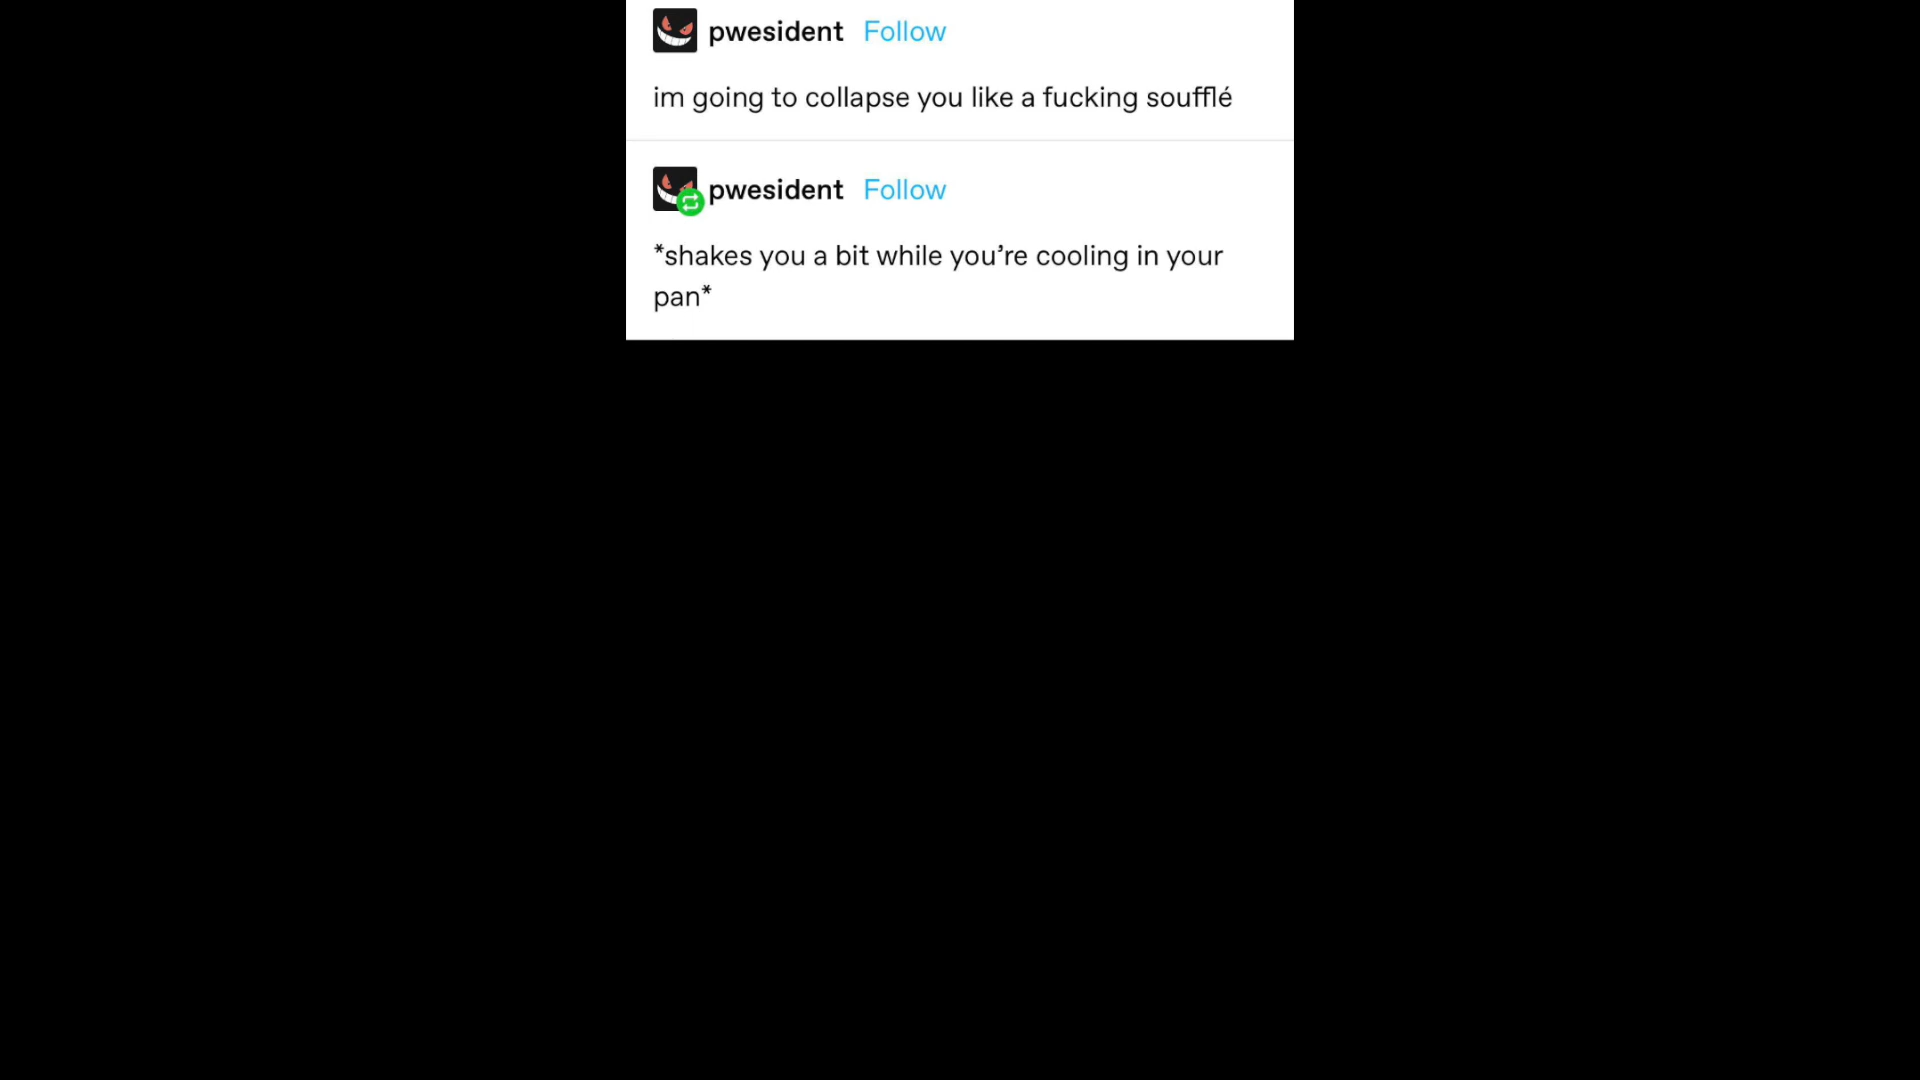 pwesident Follow
im going to collapse you like a fucking soufflé
pwesident Follow
*shakes you a bit while you’re cooling in your
pan*